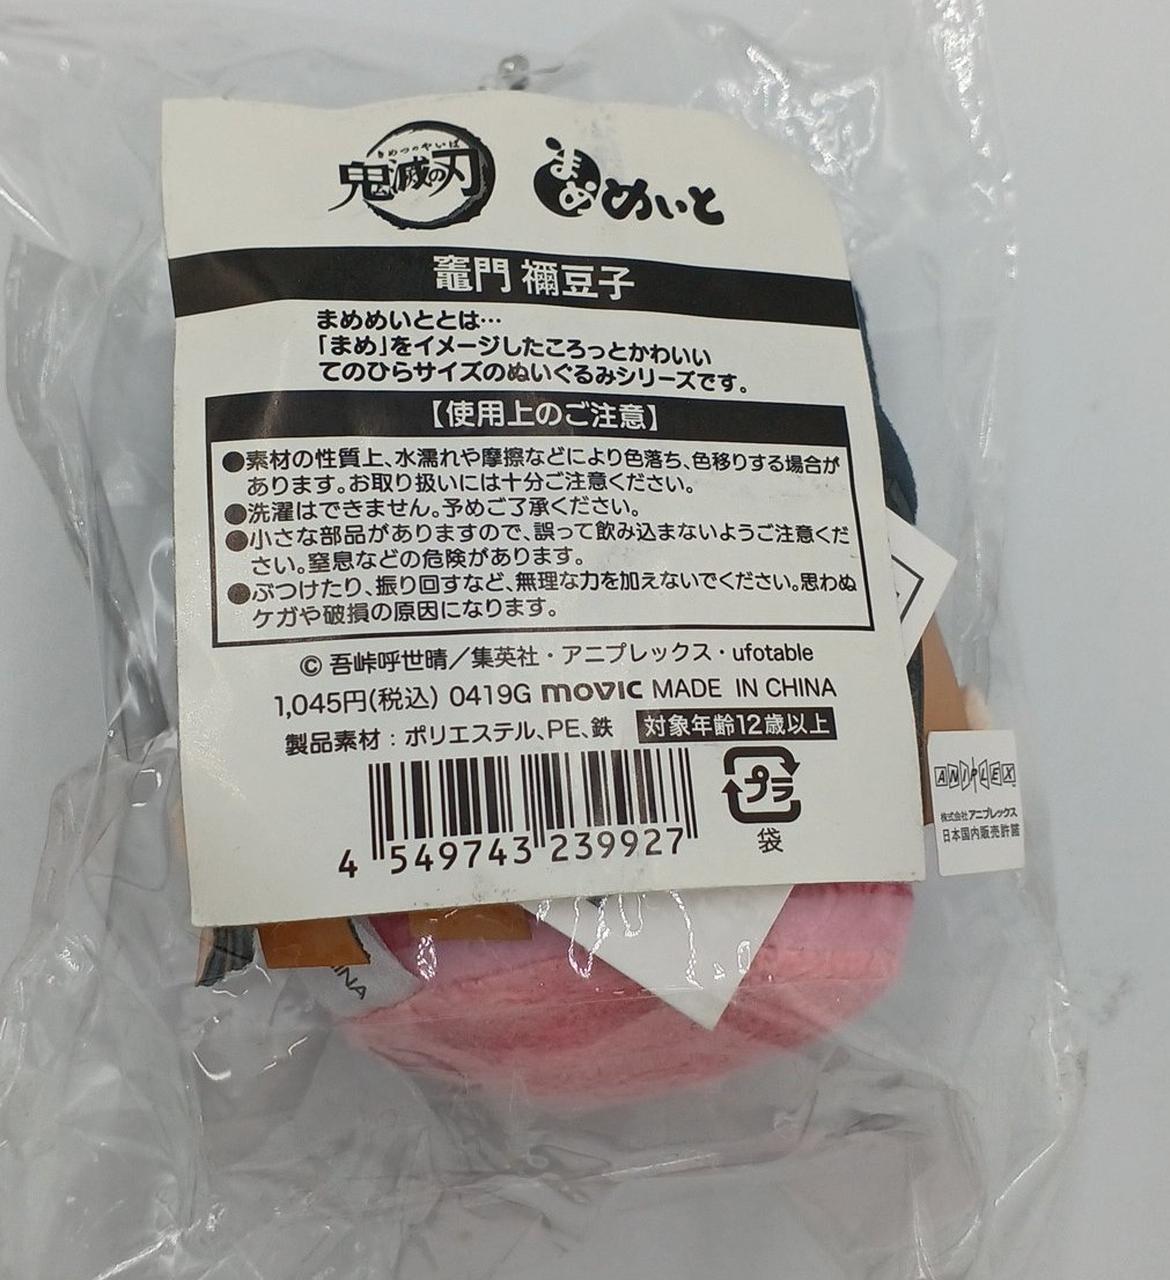 きめつのやいば
鬼滅の刃
まめめいと
竈門 禰豆子
まめめいととは…
「まめ」をイメージしたころっとかわいい
てのひらサイズのぬいぐるみシリーズです。
【使用上のご注意】
●素材の性質上、水濡れや摩擦などにより色落ち、色移りする場合が
あります。お取り扱いには十分ご注意ください。
●洗濯はできません。予めご了承ください。
●小さな部品がありますので、誤って飲み込まないようご注意くだ
さい。窒息などの危険があります。
●ぶつけたり、振り回すなど、無理な力を加えないでください。思わぬ
ケガや破損の原因になります。
© 吾峠呼世晴／集英社・アニプレックス・ufotable
1,045円(税込) 0419G movic MADE IN CHINA
製品素材：ポリエステル、PE、鉄 対象年齢12歳以上
プラ
袋
4 549743 239927
ANIPLEX
株式会社アニプレックス
日本国内販売許諾
INA